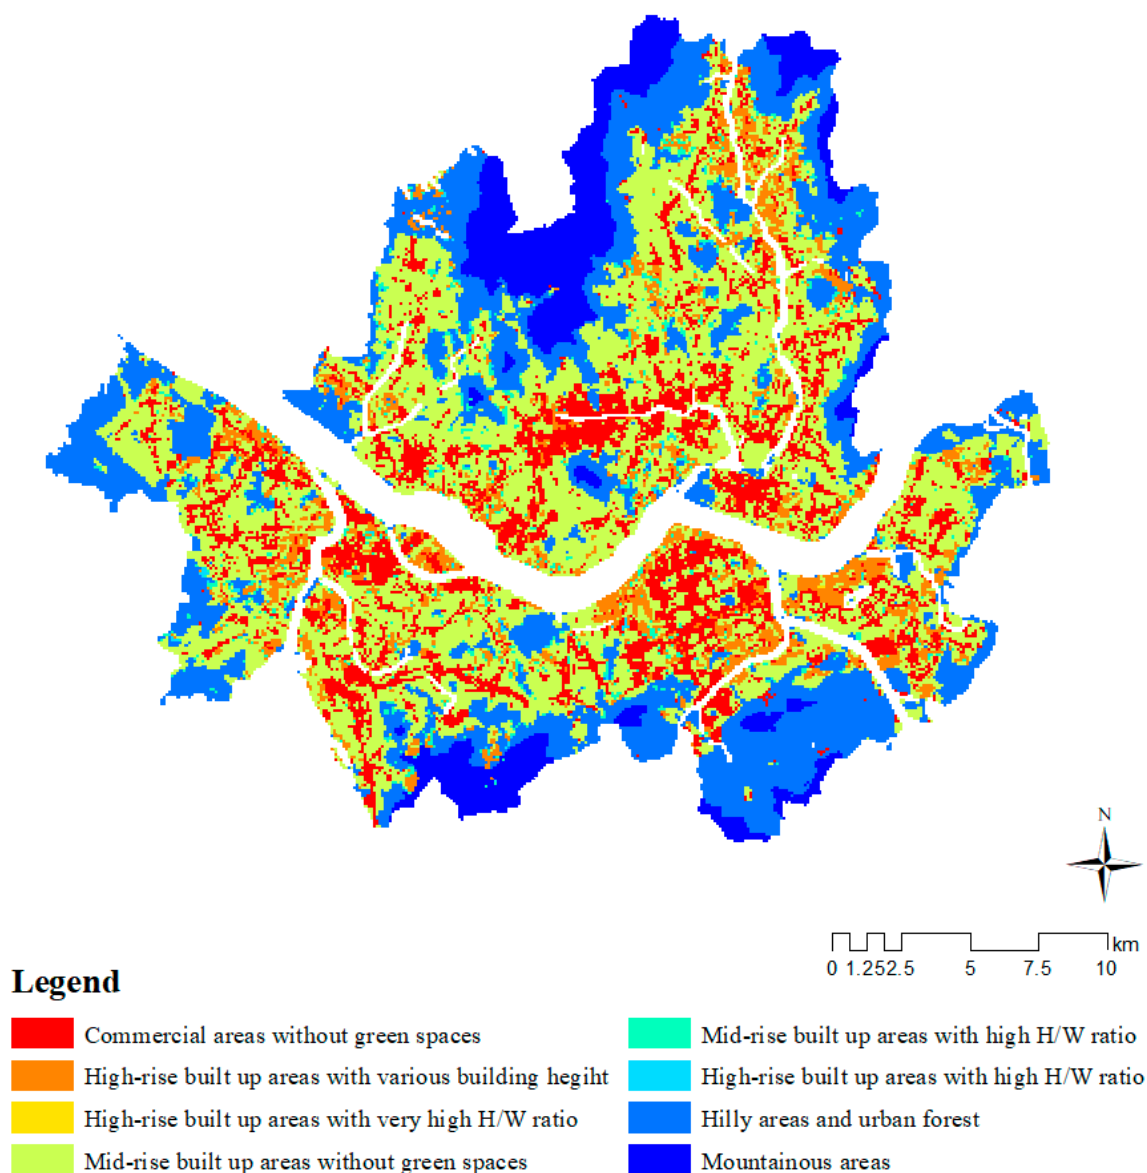 N
km
0 1.252.5 5 7.5 10
Legend
Commercial areas without green spaces
High-rise built up areas with various building hegiht
High-rise built up areas with very high H/W ratio
Mid-rise built up areas without green spaces
Mid-rise built up areas with high H/W ratio
High-rise built up areas with high H/W ratio
Hilly areas and urban forest
Mountainous areas